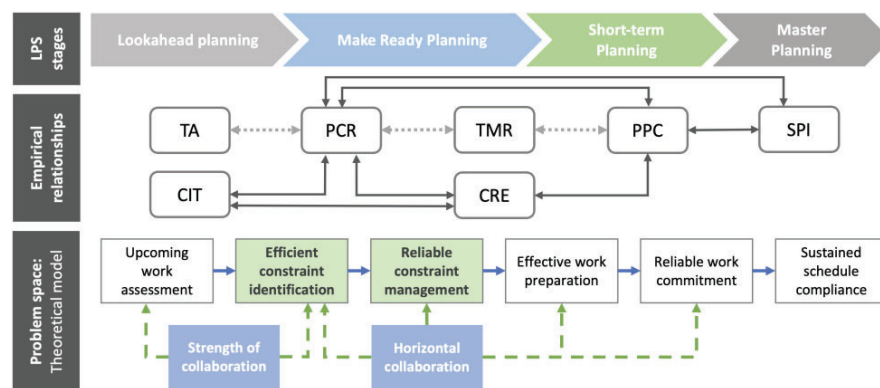 LPS
stages
Lookahead planning
Make Ready Planning
Short-term
Planning
Master
Planning
Empirical
relationships
TA
PCR
TMR
PPC
SPI
CIT
CRE
Problem space:
Theoretical model
Upcoming
work
assessment
Efficient
constraint
identification
Reliable
constraint
management
Effective work
preparation
Reliable work
commitment
Sustained
schedule
compliance
Strength of
collaboration
Horizontal
collaboration